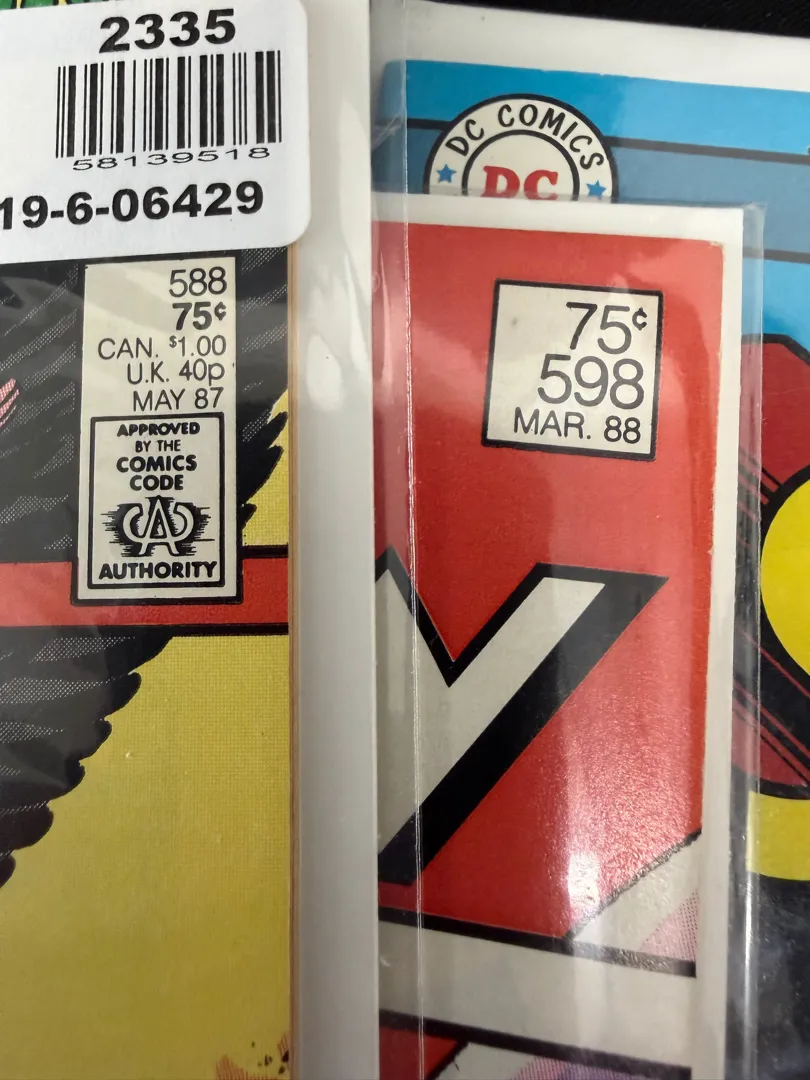 2335
58139518
19-6-06429
588
75¢
CAN. $1.00
U.K. 40p
MAY 87
APPROVED
BY THE
COMICS
CODE
CA
AUTHORITY
DC COMICS
DC
75¢
598
MAR. 88
Y